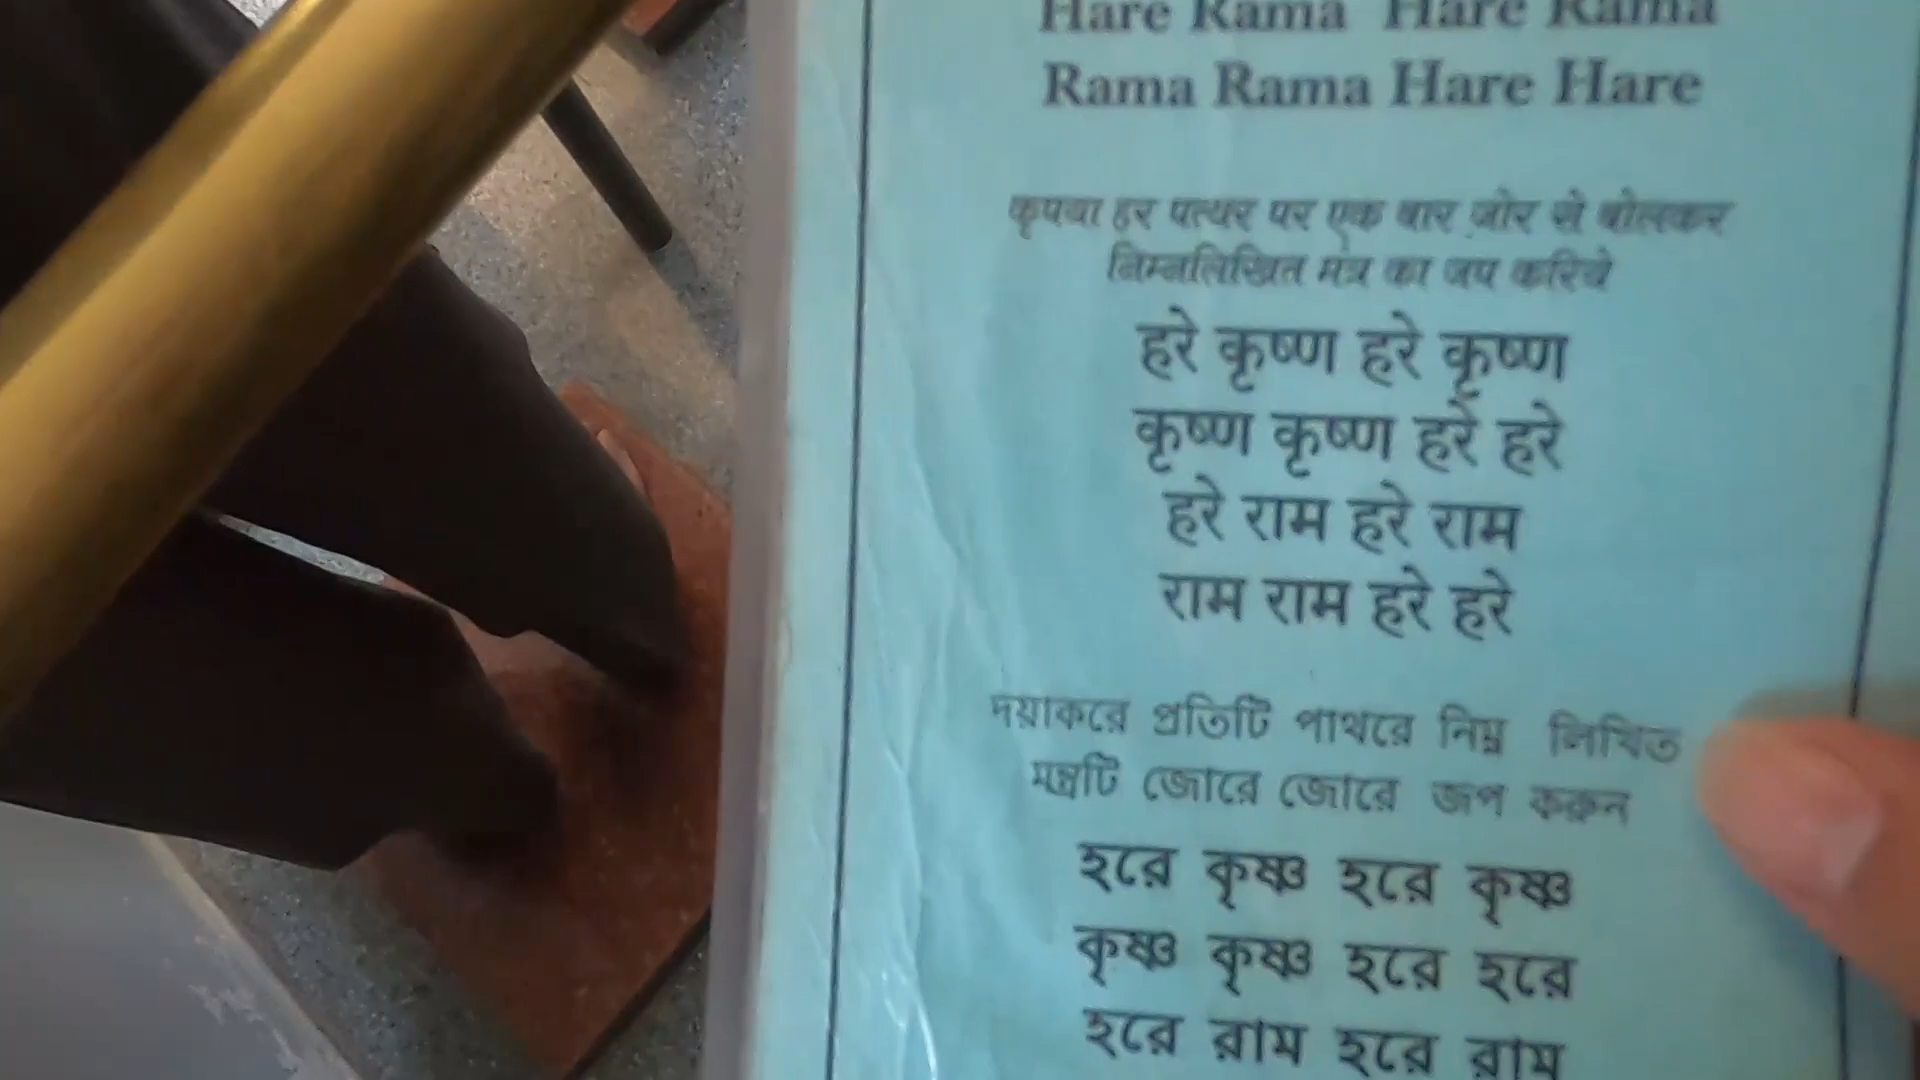 Hare Rama Hare Rama
Rama Rama Hare Hare
कृपया हर पत्थर पर एक बार ज़ोर से बोलकर
निम्नलिखित मंत्र का जप करिये
हरे कृष्ण हरे कृष्ण
कृष्ण कृष्ण हरे हरे
हरे राम हरे राम
राम राम हरे हरे
দয়াকরে প্রতিটি পাথরে নিম্ন লিখিত
মন্ত্রটি জোরে জোরে জপ করুন
হরে কৃষ্ণ হরে কৃষ্ণ
কৃষ্ণ কৃষ্ণ হরে হরে
হরে রাম হরে রাম